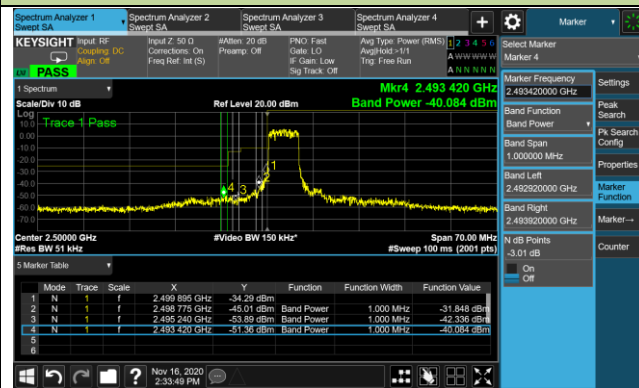 Spectrum Analyzer 1 Spectrum Analyzer 2 Spectrum Analyzer 3 Spectrum Analyzer 4
Swept SA Swept SA Swept SA Swept SA
+
Marker
KEYSIGHT Input: RF Input Z: 50 Ω #Atten: 20 dB PNO: Fast Avg Type: Power (RMS) 1 2 3 4 5 6
Coupling: DC Corrections: On Preamp: Off Gate: LO Avg|Hold:>1/1 A W W W W W
Align: Off Freq Ref: Int (S) IF Gain: Low Trig: Free Run
Sig Track: Off A N N N N N
LXI PASS
Select Marker
Marker 4
1 Spectrum
Scale/Div 10 dB Ref Level 20.00 dBm
Mkr4 2.493 420 GHz
Band Power -40.084 dBm
Log
Trace 1 Pass
10.0
0.00
-10.0
-20.0
-30.0
-40.0
-50.0
-60.0
-70.0
4 3 2 1
Center 2.50000 GHz #Video BW 150 kHz* Span 70.00 MHz
#Res BW 51 kHz #Sweep 100 ms (2001 pts)
5 Marker Table
Mode Trace Scale X Y Function Function Width Function Value
1 N 1 f 2.499 895 GHz -34.29 dBm
2 N 1 f 2.498 775 GHz -45.01 dBm Band Power 1.000 MHz -31.848 dBm
3 N 1 f 2.495 240 GHz -53.89 dBm Band Power 1.000 MHz -42.336 dBm
4 N 1 f 2.493 420 GHz -51.36 dBm Band Power 1.000 MHz -40.084 dBm
5
6
Marker Frequency
2.493420000 GHz
Band Function
Band Power
Band Span
1.000000 MHz
Band Left
2.492920000 GHz
Band Right
2.493920000 GHz
N dB Points
-3.01 dB
On
Off
Settings
Peak
Search
Pk Search
Config
Properties
Marker
Function
Marker→
Counter
?
Nov 16, 2020
2:33:49 PM